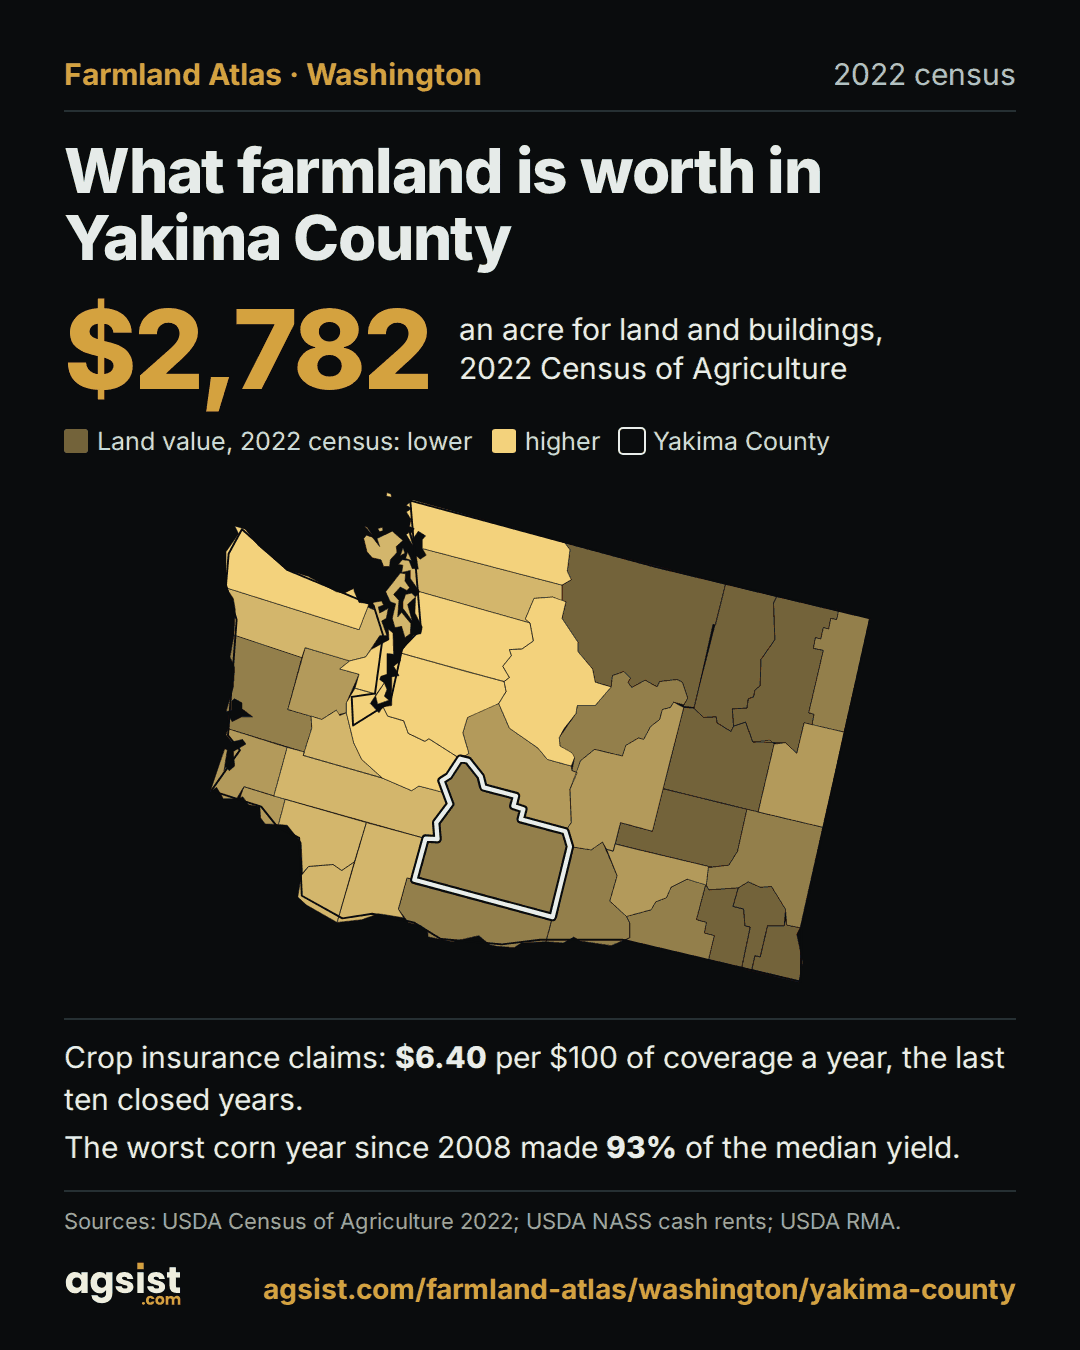 Farmland Atlas · Washington
2022 census
What farmland is worth in
Yakima County
$2,782
an acre for land and buildings,
2022 Census of Agriculture
Land value, 2022 census: lower
higher
Yakima County
Crop insurance claims: $6.40 per $100 of coverage a year, the last
ten closed years.
The worst corn year since 2008 made 93% of the median yield.
Sources: USDA Census of Agriculture 2022; USDA NASS cash rents; USDA RMA.
agsist
.com
agsist.com/farmland-atlas/washington/yakima-county